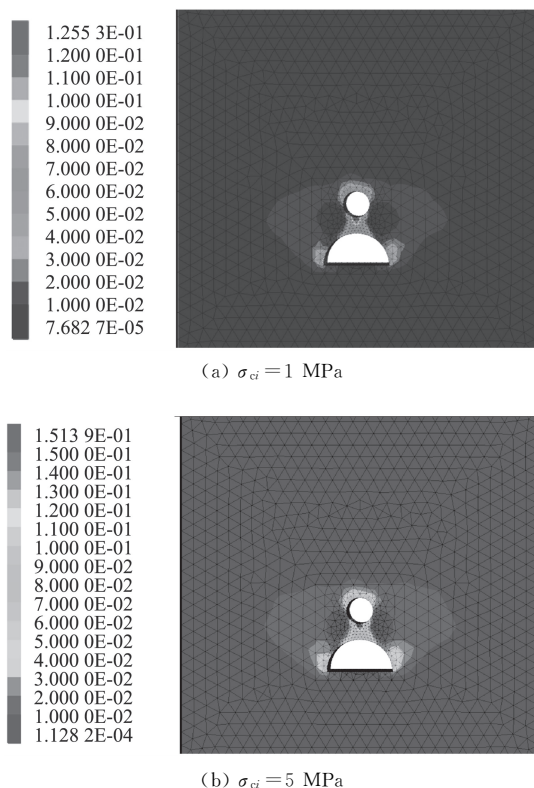 1.255 3E-01
1.200 0E-01
1.100 0E-01
1.000 0E-01
9.000 0E-02
8.000 0E-02
7.000 0E-02
6.000 0E-02
5.000 0E-02
4.000 0E-02
3.000 0E-02
2.000 0E-02
1.000 0E-02
7.682 7E-05
(a) σci=1 MPa
1.513 9E-01
1.500 0E-01
1.400 0E-01
1.300 0E-01
1.200 0E-01
1.100 0E-01
1.000 0E-01
9.000 0E-02
8.000 0E-02
7.000 0E-02
6.000 0E-02
5.000 0E-02
4.000 0E-02
3.000 0E-02
2.000 0E-02
1.000 0E-02
1.128 2E-04
(b) σci=5 MPa